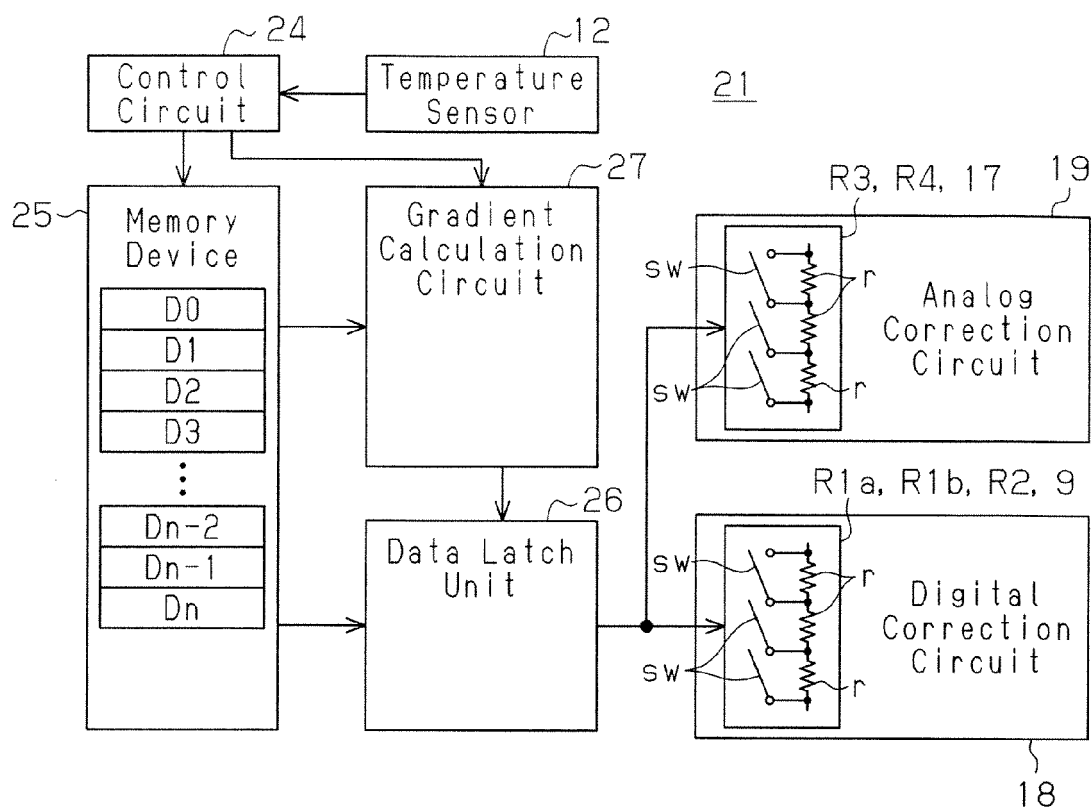 24
12
Control
Circuit
Temperature
Sensor
21
25
Memory
Device
D0
D1
D2
D3
Dn-2
Dn-1
Dn
27
Gradient
Calculation
Circuit
26
Data Latch
Unit
R3, R4, 17
19
sw
r
sw
r
Analog
Correction
Circuit
R1a, R1b, R2, 9
sw
r
sw
r
Digital
Correction
Circuit
18